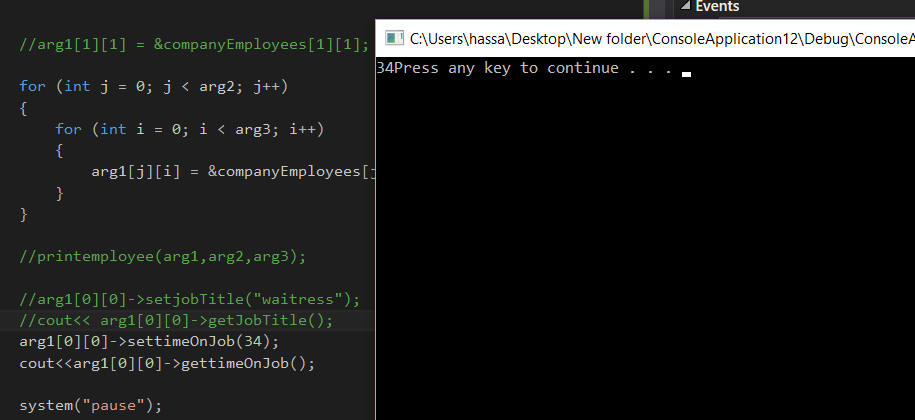 Events
C:\Users\hassa\Desktop\New folder\ConsoleApplication12\Debug\ConsoleA
34Press any key to continue . . .
//arg1[1][1] = &companyEmployees[1][1];
for (int j = 0; j < arg2; j++)
{
for (int i = 0; i < arg3; i++)
{
arg1[j][i] = &companyEmployees[j
}
}
//printemployee(arg1,arg2,arg3);
//arg1[0][0]->setjobTitle("waitress");
//cout<< arg1[0][0]->getJobTitle();
arg1[0][0]->settimeOnJob(34);
cout<<arg1[0][0]->gettimeOnJob();
system("pause");